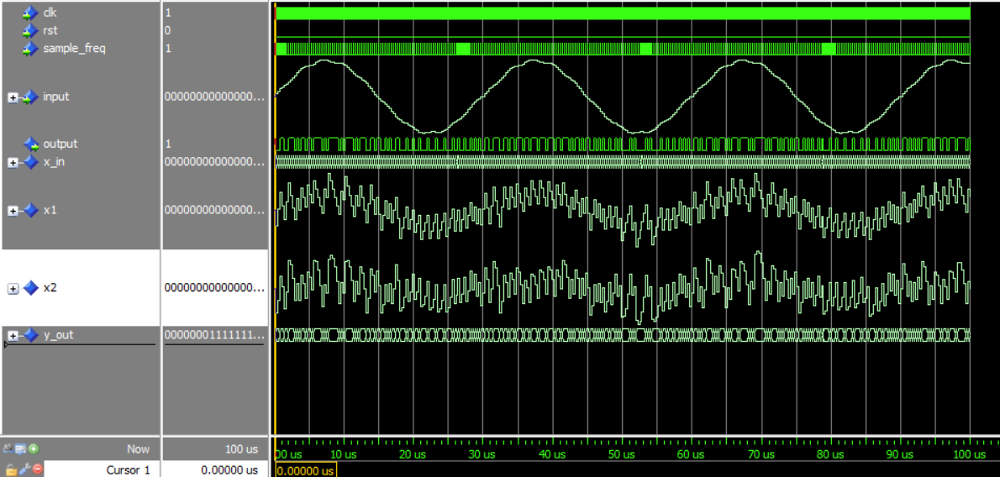 clk 1
rst 0
sample_freq 1
input 00000000000000...
output 1
x_in 00000000000000...
x1 00000000000000...
x2 00000000000000...
y_out 00000001111111...
Now 100 us 00 us 10 us 20 us 30 us 40 us 50 us 60 us 70 us 80 us 90 us 100 us
Cursor 1 0.00000 us 0.00000 us